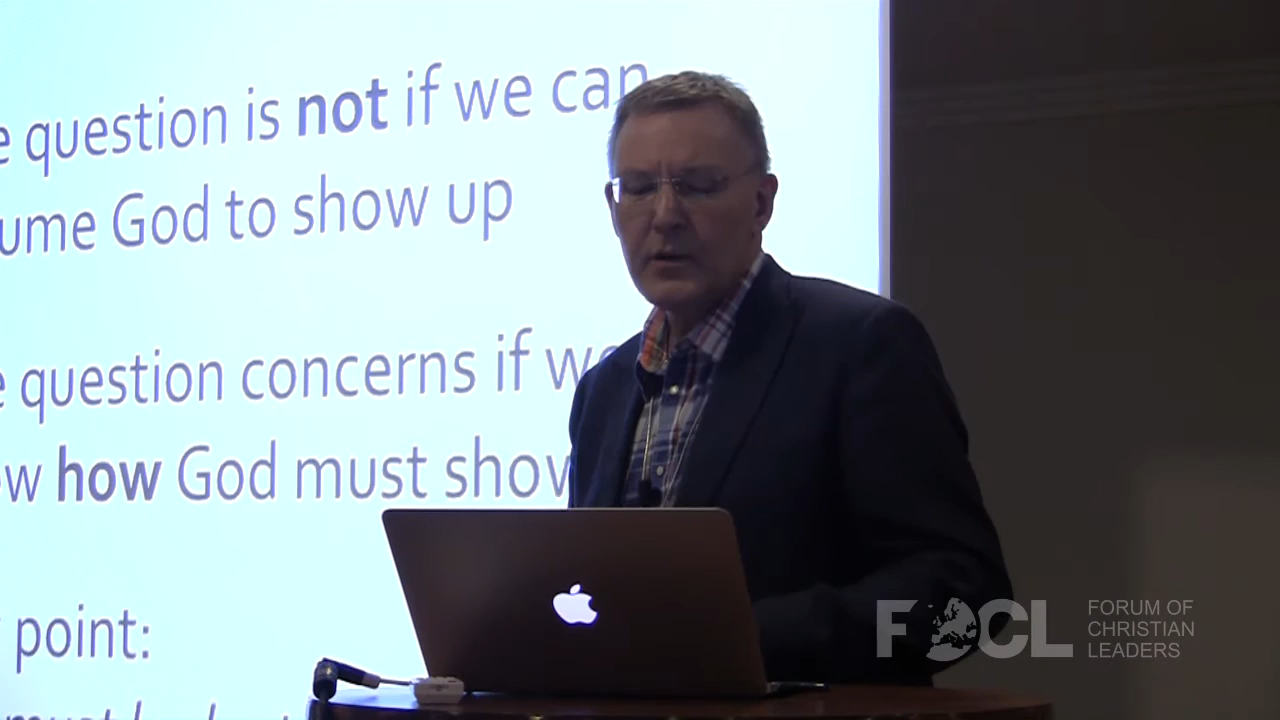 question is not if we can
God to show up
question concerns if we
how God must show
point:
FOCL
FORUM OF
CHRISTIAN
LEADERS